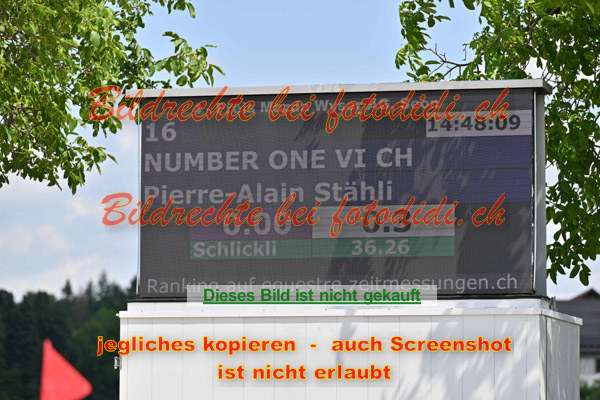 Bildrechte bei fotodidi.ch
14:48:09
16
NUMBER ONE VI CH
Pierre-Alain Stähli
Bildrechte bei fotodidi.ch
0.00
Schlickli 36.26
Ranking auf equestre.zeitmessungen.ch
Dieses Bild ist nicht gekauft
jegliches kopieren - auch Screenshot
ist nicht erlaubt